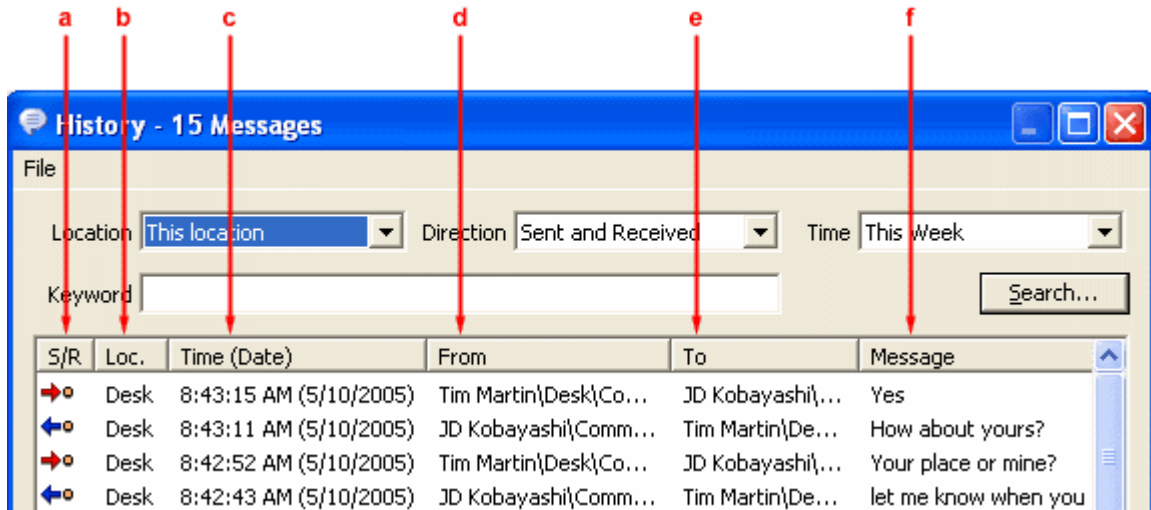 a b c d e f
History - 15 Messages
File
Location This location Direction Sent and Received Time This Week
Keyword Search...
S/R Loc. Time (Date) From To Message
Desk 8:43:15 AM (5/10/2005) Tim Martin\Desk\Co... JD Kobayashi\... Yes
Desk 8:43:11 AM (5/10/2005) JD Kobayashi\Comm... Tim Martin\De... How about yours?
Desk 8:42:52 AM (5/10/2005) Tim Martin\Desk\Co... JD Kobayashi\... Your place or mine?
Desk 8:42:43 AM (5/10/2005) JD Kobayashi\Comm... Tim Martin\De... let me know when you